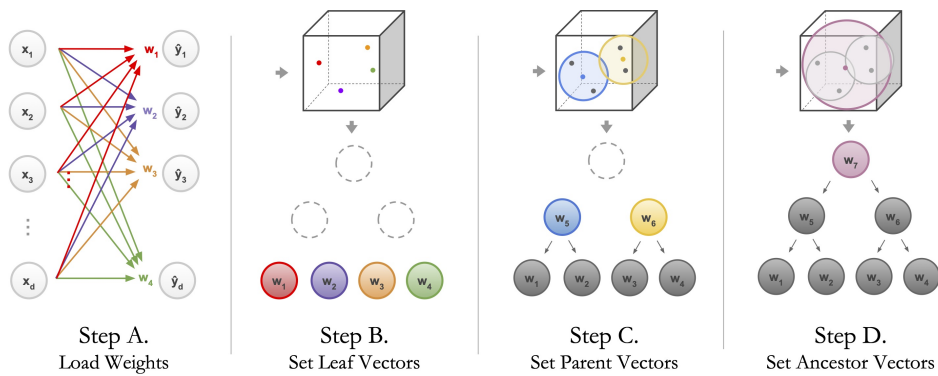 x1 w1 ŷ1
x2 w2 ŷ2
x3 w3 ŷ3
xd w4 ŷd
Step A.
Load Weights
w1 w2 w3 w4
Step B.
Set Leaf Vectors
w5 w6
w1 w2 w3 w4
Step C.
Set Parent Vectors
w7
w5 w6
w1 w2 w3 w4
Step D.
Set Ancestor Vectors